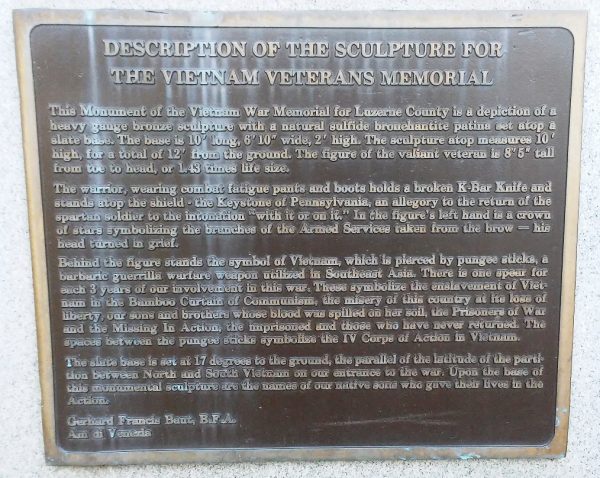 DESCRIPTION OF THE SCULPTURE FOR
THE VIETNAM VETERANS MEMORIAL
This Monument of the Vietnam War Memorial for Luzerne County is a depiction of a
heavy gauge bronze sculpture with a natural sulfide bronehantite patina set atop a
slate base. The base is 10' long, 6'10" wide, 2' high. The sculpture atop measures 10'
high, for a total of 12' from the ground. The figure of the valiant veteran is 8'5" tall
from toe to head, or 1.43 times life size.
The warrior, wearing combat fatigue pants and boots holds a broken K-Bar Knife and
stands atop the shield - the Keystone of Pennsylvania, an allegory to the return of the
spartan soldier to the intonation "with it or on it." In the figure's left hand is a crown
of stars symbolizing the branches of the Armed Services taken from the brow — his
head turned in grief.
Behind the figure stands the symbol of Vietnam, which is pierced by pungee sticks, a
barbaric guerrilla warfare weapon utilized in Southeast Asia. There is one spear for
each 3 years of our involvement in this war. These symbolize the enslavement of Viet-
nam in the Bamboo Curtain of Communism, the misery of this country at its loss of
liberty, our sons and brothers whose blood was spilled on her soil, the Prisoners of War
and the Missing In Action, the imprisoned and those who have never returned. The
spaces between the pungee sticks symbolize the IV Corps of Action in Vietnam.
The slate base is set at 17 degrees to the ground, the parallel of the latitude of the parti-
tion between North and South Vietnam on our entrance to the war. Upon the base of
this monumental sculpture are the names of our native sons who gave their lives in the
Action.
Gerhard Francis Baut, B.F.A.
Am di Veneda